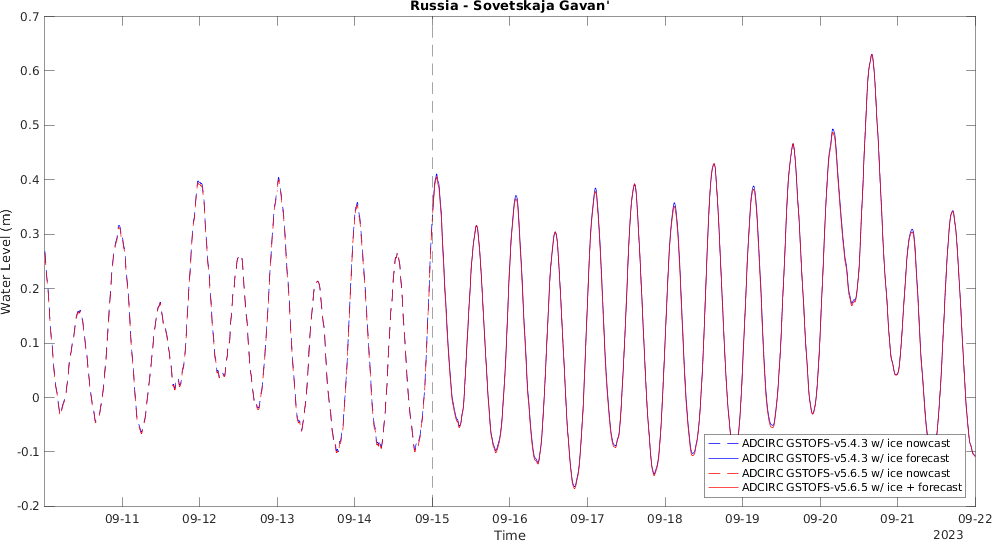 Russia - Sovetskaja Gavan'
0.7
0.6
0.5
0.4
0.3
0.2
0.1
0
-0.1
-0.2
Water Level (m)
ADCIRC GSTOFS-v5.4.3 w/ ice nowcast
ADCIRC GSTOFS-v5.4.3 w/ ice forecast
ADCIRC GSTOFS-v5.6.5 w/ ice nowcast
ADCIRC GSTOFS-v5.6.5 w/ ice + forecast
09-11 09-12 09-13 09-14 09-15 09-16 09-17 09-18 09-19 09-20 09-21 09-22
Time
2023